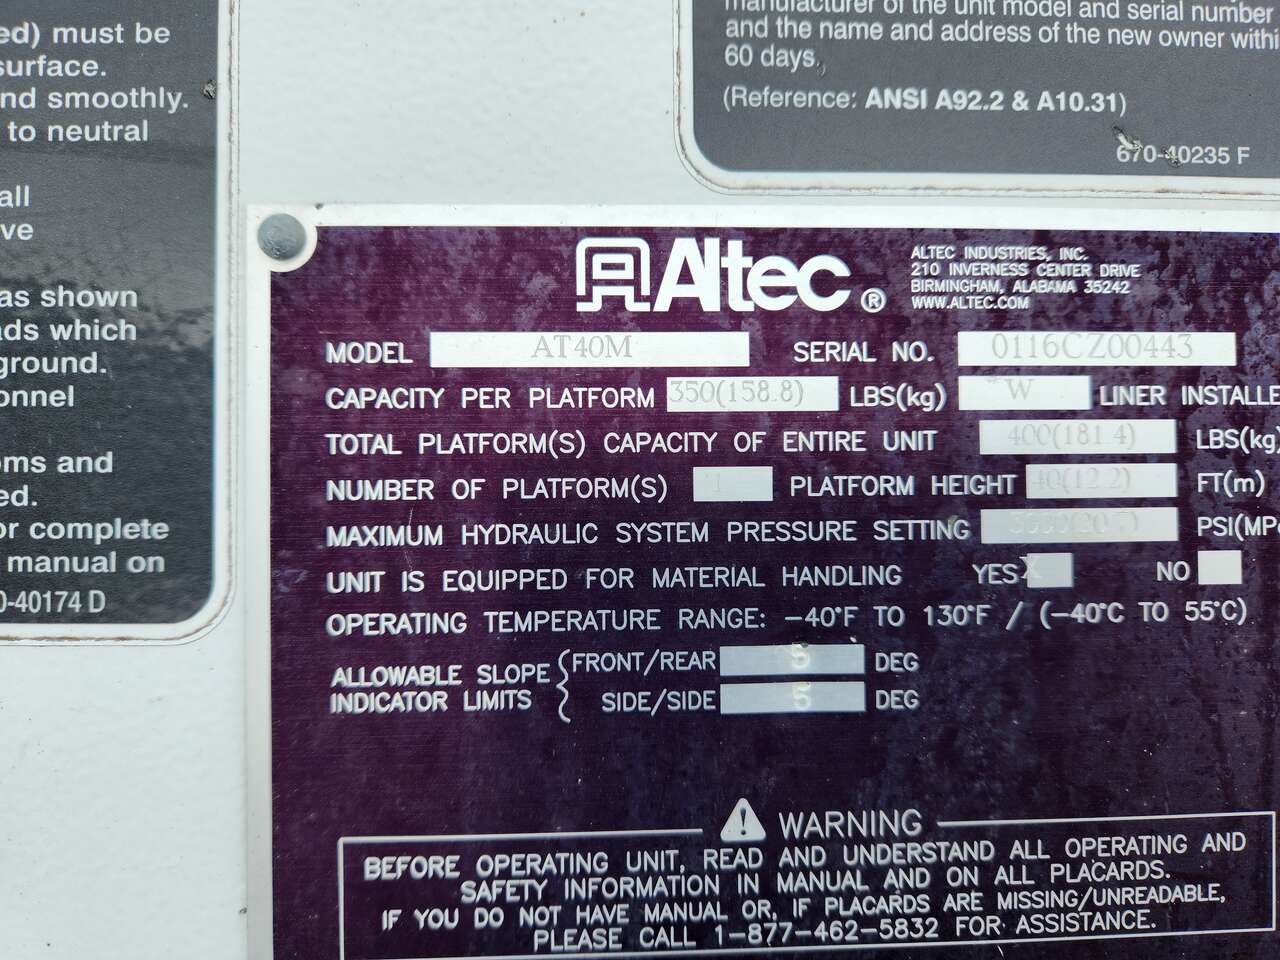 ed) must be
surface.
nd smoothly.
to neutral
all
ve
as shown
ads which
ground.
onnel
oms and
ed.
or complete
manual on
0-40174 D
manufacturer of the unit model and serial number
and the name and address of the new owner withi
60 days.
(Reference: ANSI A92.2 & A10.31)
670-40235 F
Altec ®
ALTEC INDUSTRIES, INC.
210 INVERNESS CENTER DRIVE
BIRMINGHAM, ALABAMA 35242
WWW.ALTEC.COM
MODEL AT40M SERIAL NO. 0116CZ00443
CAPACITY PER PLATFORM 350(158.8) LBS(kg) W LINER INSTALLE
TOTAL PLATFORM(S) CAPACITY OF ENTIRE UNIT 400(181.4) LBS(kg)
NUMBER OF PLATFORM(S) 1 PLATFORM HEIGHT 40(12.2) FT(m)
MAXIMUM HYDRAULIC SYSTEM PRESSURE SETTING PSI(MP
UNIT IS EQUIPPED FOR MATERIAL HANDLING YES X NO
OPERATING TEMPERATURE RANGE: -40°F TO 130°F / (-40°C TO 55°C)
ALLOWABLE SLOPE INDICATOR LIMITS
FRONT/REAR 5 DEG
SIDE/SIDE 5 DEG
WARNING
BEFORE OPERATING UNIT, READ AND UNDERSTAND ALL OPERATING AND
SAFETY INFORMATION IN MANUAL AND ON ALL PLACARDS.
IF YOU DO NOT HAVE MANUAL OR, IF PLACARDS ARE MISSING/UNREADABLE,
PLEASE CALL 1-877-462-5832 FOR ASSISTANCE.